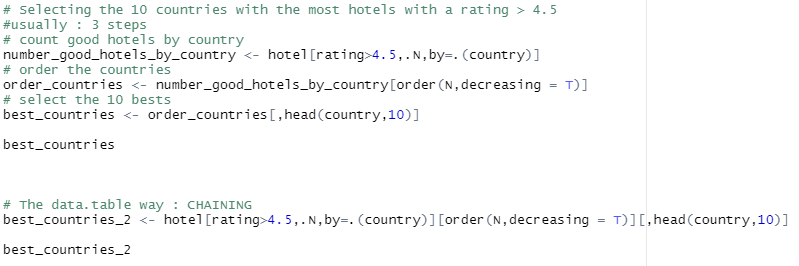 # Selecting the 10 countries with the most hotels with a rating > 4.5
#usually : 3 steps
# count good hotels by country
number_good_hotels_by_country <- hotel[rating>4.5,.N,by=.(country)]
# order the countries
order_countries <- number_good_hotels_by_country[order(N,decreasing = T)]
# select the 10 bests
best_countries <- order_countries[,head(country,10)]
best_countries
# The data.table way : CHAINING
best_countries_2 <- hotel[rating>4.5,.N,by=.(country)][order(N,decreasing = T)][,head(country,10)]
best_countries_2